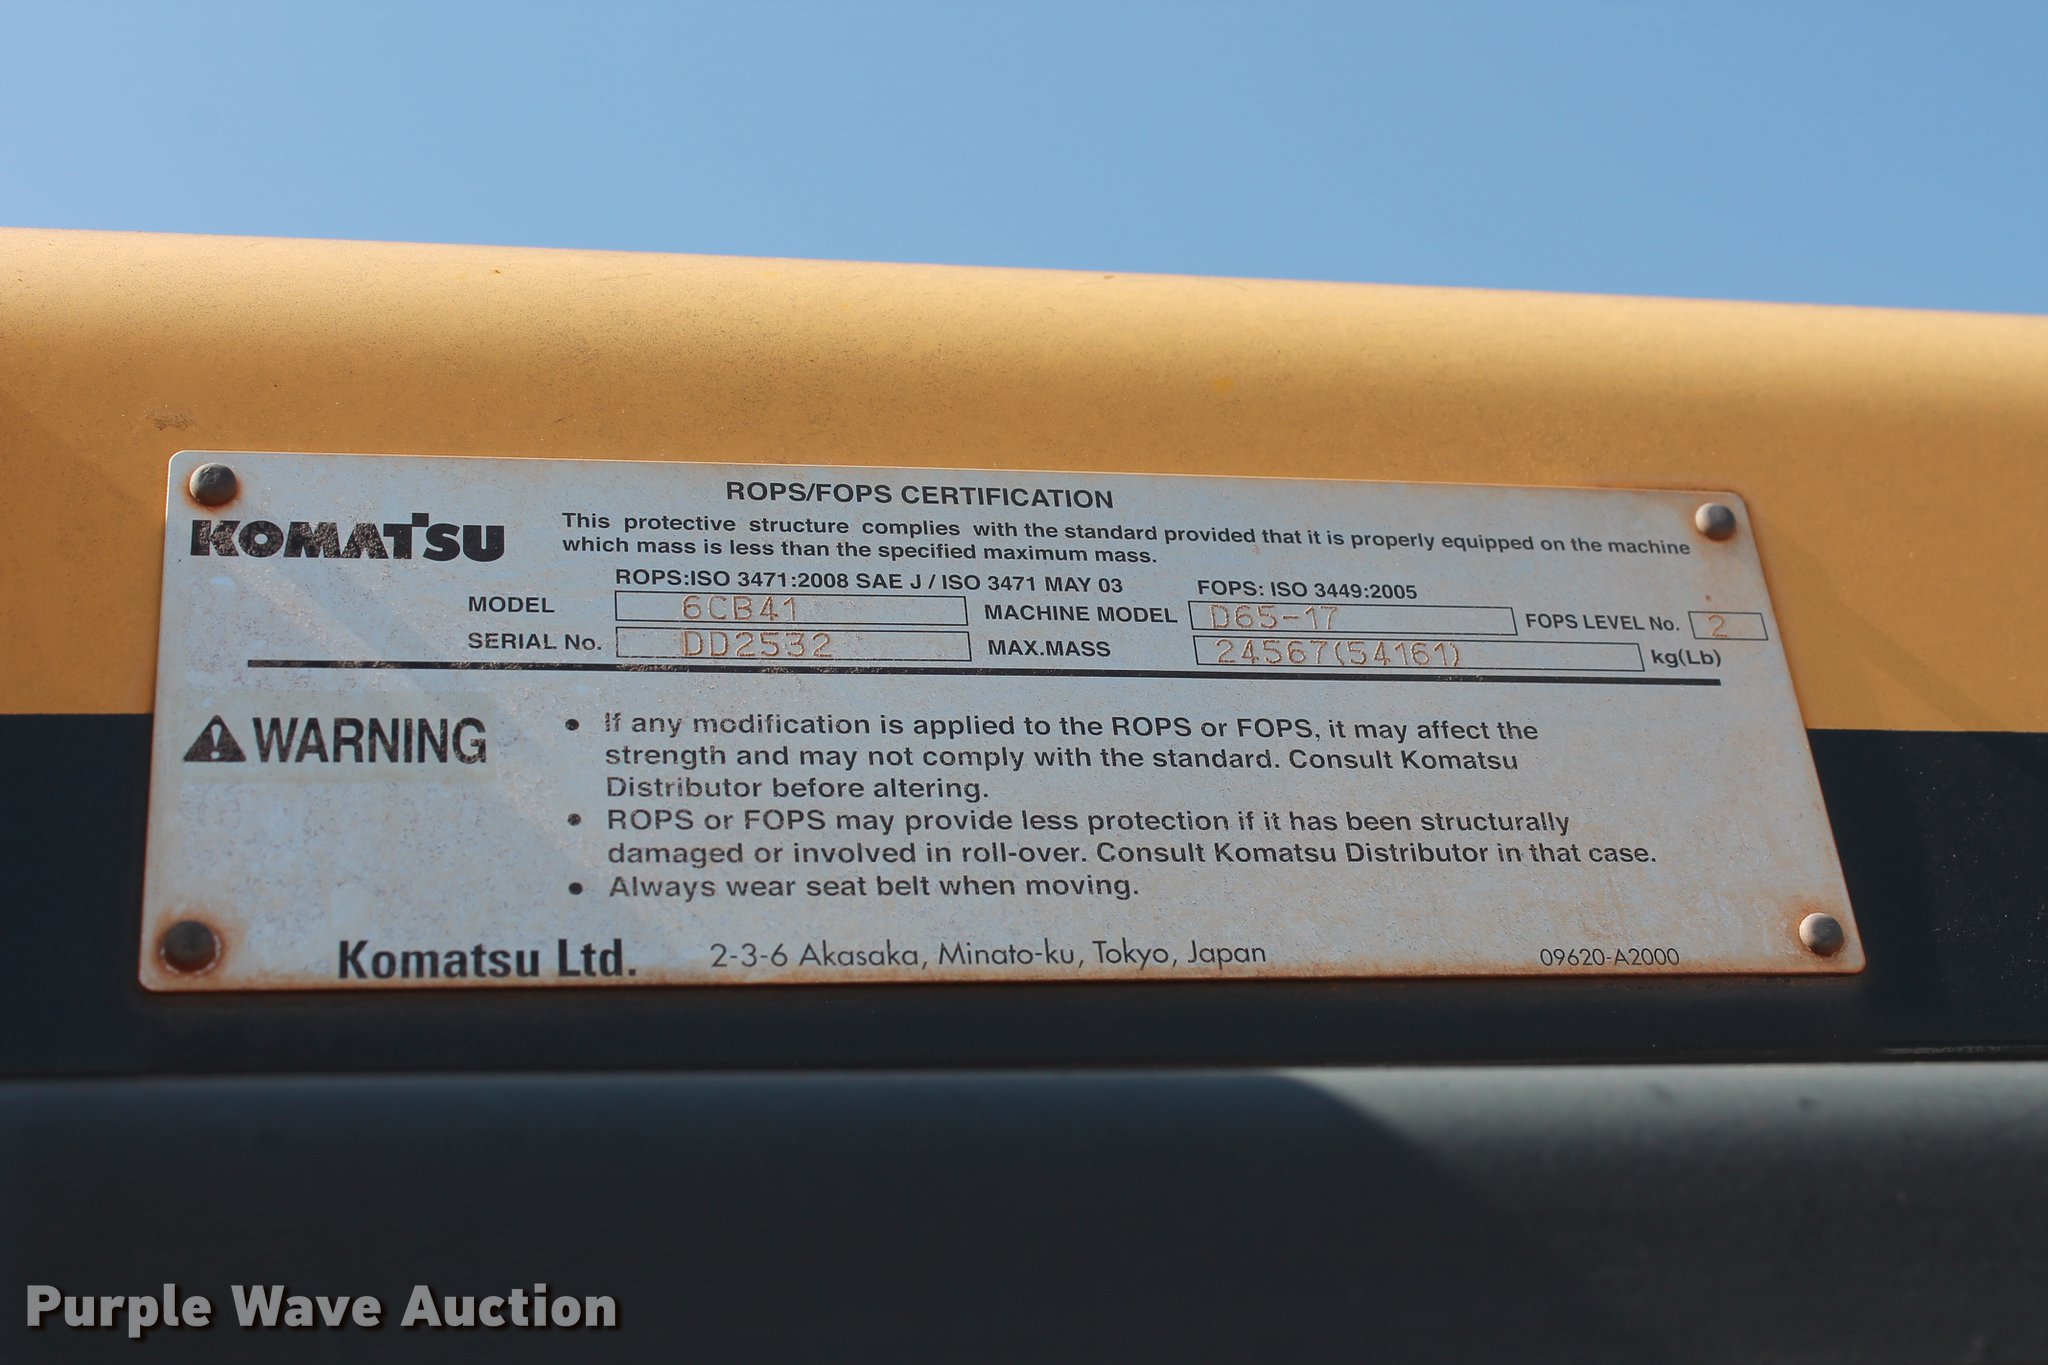 ROPS/FOPS CERTIFICATION
KOMATSU
This protective structure complies with the standard provided that it is properly equipped on the machine
which mass is less than the specified maximum mass.
ROPS:ISO 3471:2008 SAE J / ISO 3471 MAY 03 FOPS: ISO 3449:2005
MODEL 6CB41 MACHINE MODEL D65-17 FOPS LEVEL No. 2
SERIAL No. DD2532 MAX.MASS 24567(54161) kg(Lb)
WARNING
• If any modification is applied to the ROPS or FOPS, it may affect the
strength and may not comply with the standard. Consult Komatsu
Distributor before altering.
• ROPS or FOPS may provide less protection if it has been structurally
damaged or involved in roll-over. Consult Komatsu Distributor in that case.
• Always wear seat belt when moving.
Komatsu Ltd. 2-3-6 Akasaka, Minato-ku, Tokyo, Japan 09620-A2000
Purple Wave Auction